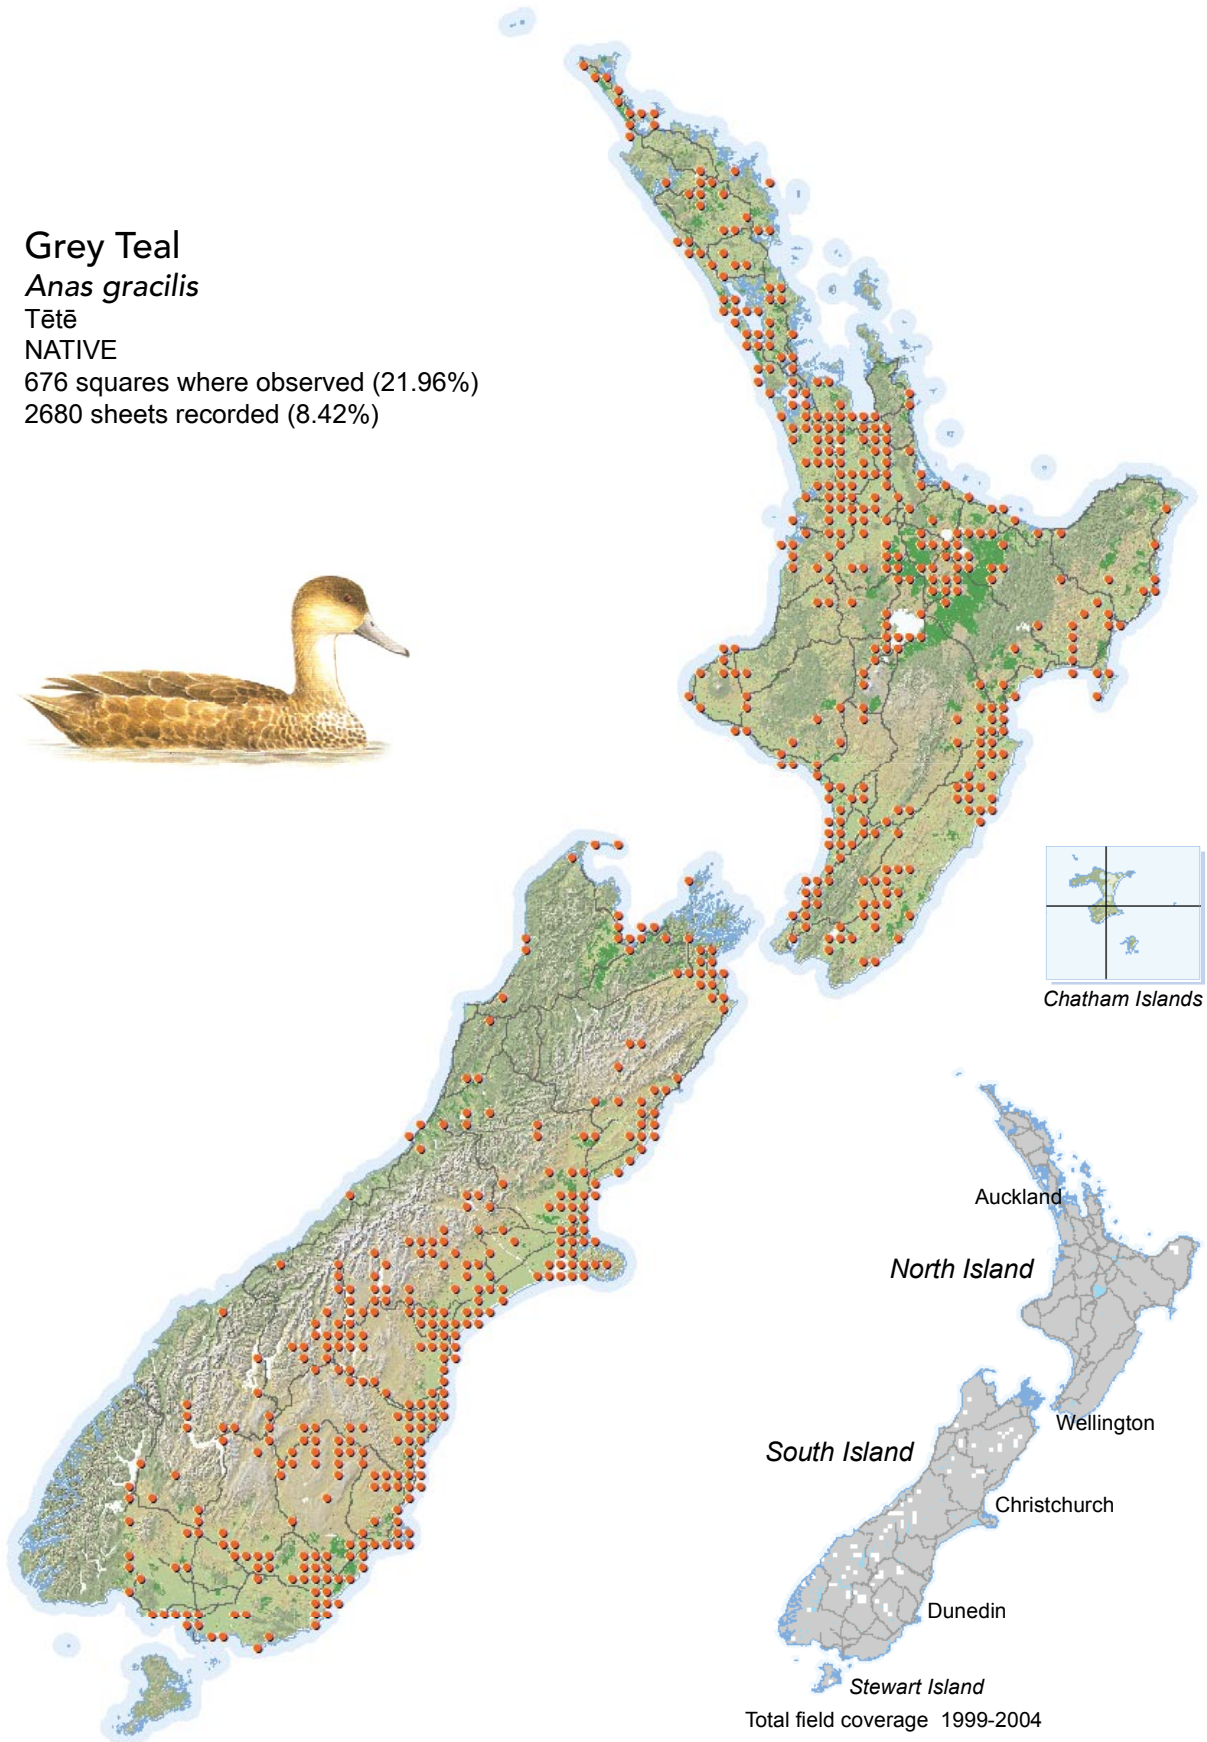 Grey Teal
Anas gracilis
Tētē
NATIVE
676 squares where observed (21.96%)
2680 sheets recorded (8.42%)
Chatham Islands
Auckland
North Island
Wellington
South Island
Christchurch
Dunedin
Stewart Island
Total field coverage 1999-2004